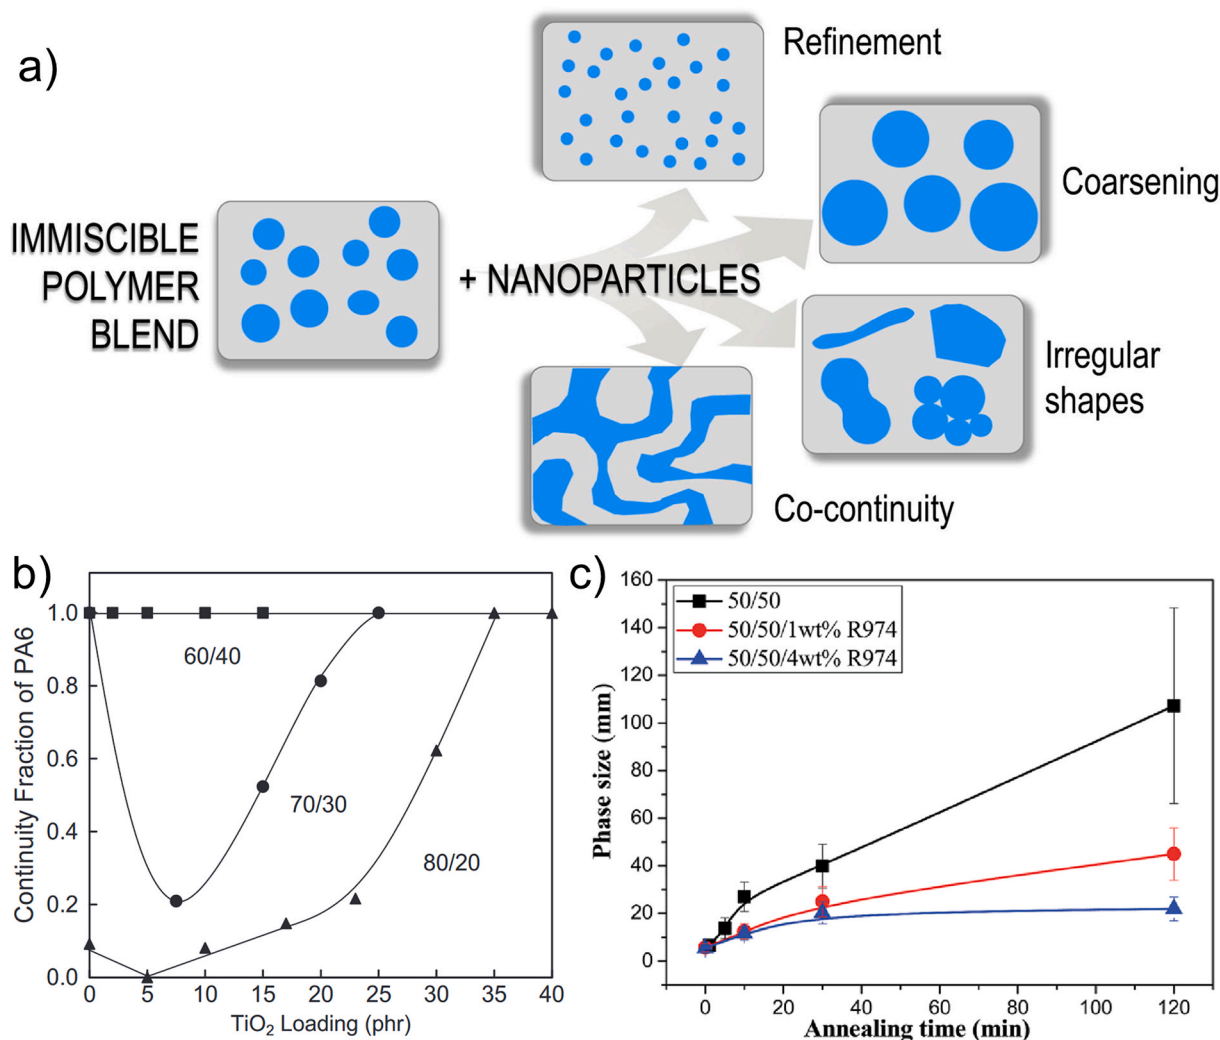 a)
Refinement
Coarsening
IMMISCIBLE
POLYMER
BLEND
+ NANOPARTICLES
Irregular
shapes
Co-continuity
b)
Continuity Fraction of PA6
1.0
0.8
0.6
0.4
0.2
0.0
60/40
70/30
80/20
0 5 10 15 20 25 30 35 40
TiO₂ Loading (phr)
c)
Phase size (mm)
160
140
120
100
80
60
40
20
0
50/50
50/50/1wt% R974
50/50/4wt% R974
0 20 40 60 80 100 120
Annealing time (min)